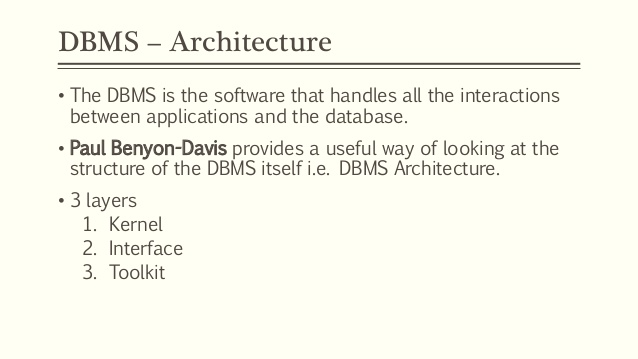 DBMS – Architecture
• The DBMS is the software that handles all the interactions
between applications and the database.
• Paul Benyon-Davis provides a useful way of looking at the
structure of the DBMS itself i.e. DBMS Architecture.
• 3 layers
1. Kernel
2. Interface
3. Toolkit